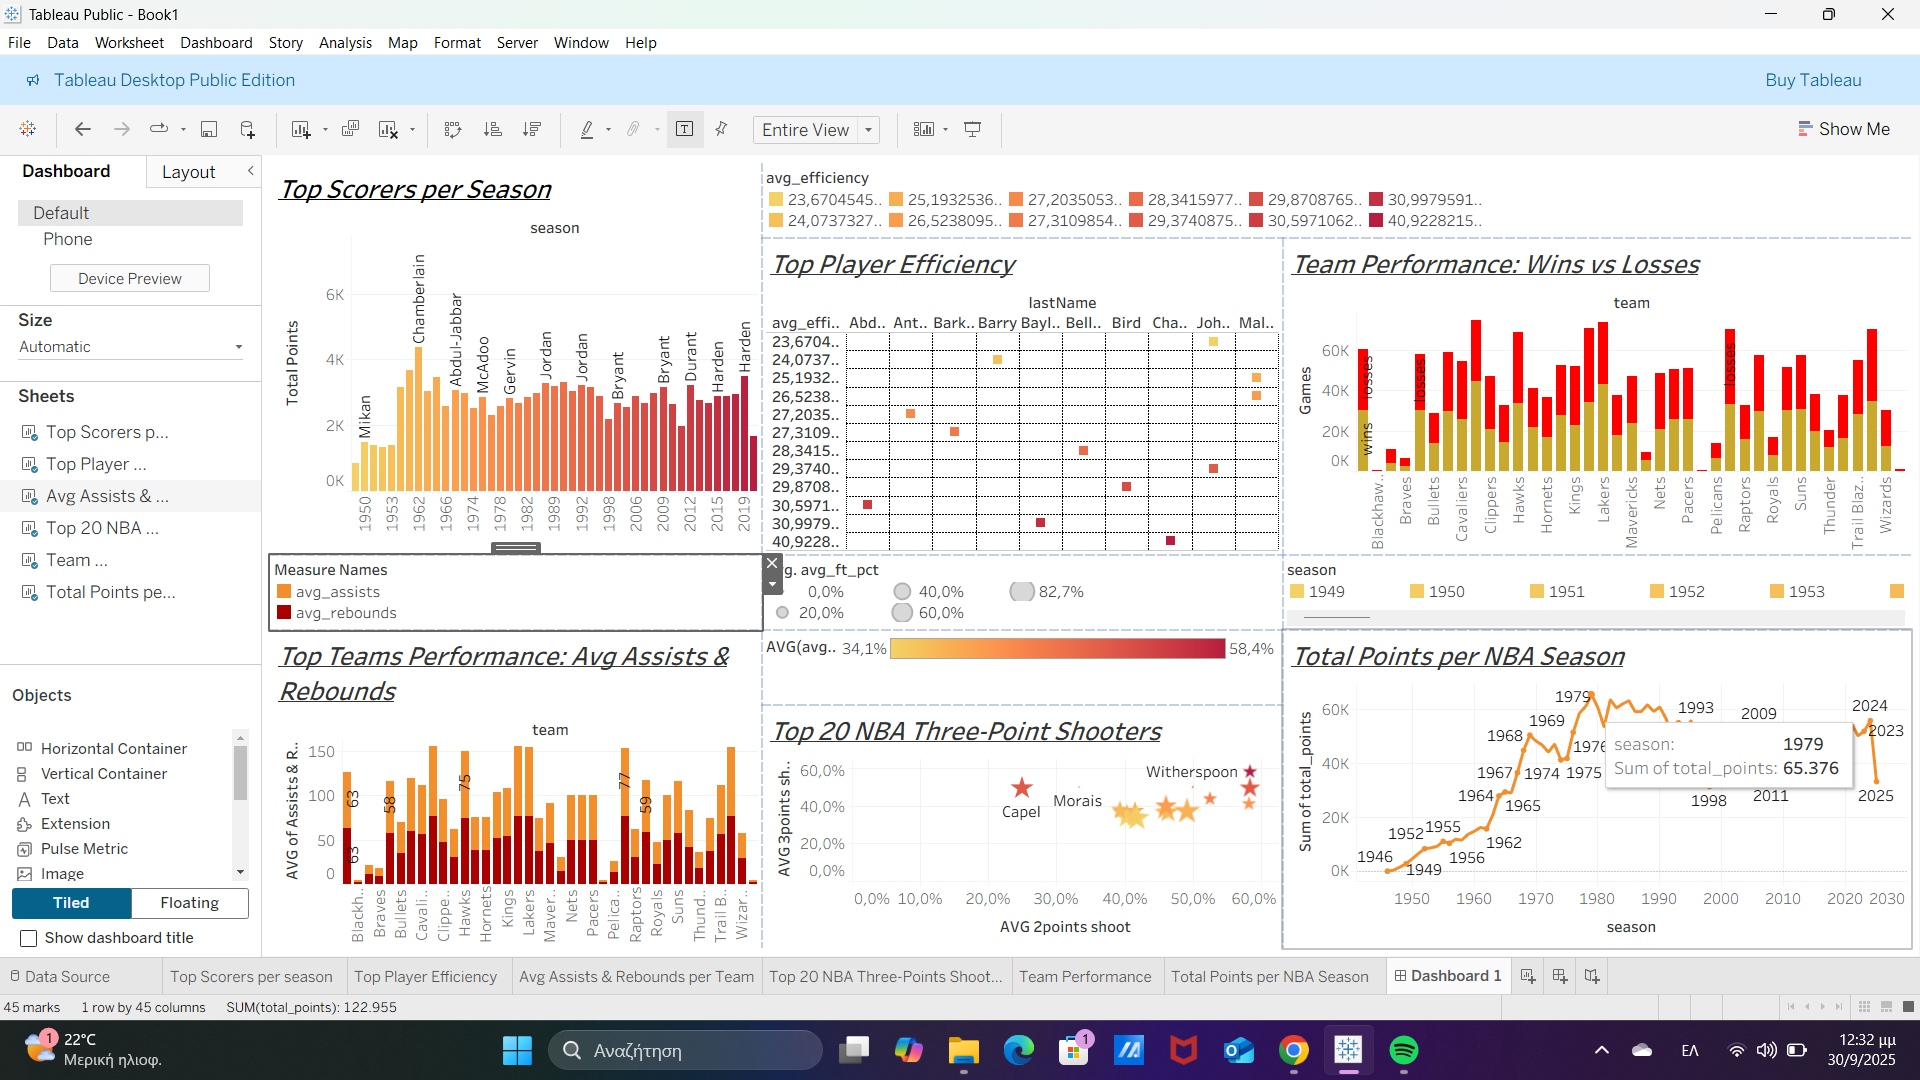 Tableau Public - Book1
File Data Worksheet Dashboard Story Analysis Map Format Server Window Help
Tableau Desktop Public Edition
Buy Tableau
Entire View
Show Me
Dashboard
Layout
Default
Phone
Device Preview
Size
Automatic
Sheets
Top Scorers p...
Top Player ...
Avg Assists & ...
Top 20 NBA ...
Team ...
Total Points pe...
Objects
Horizontal Container
Vertical Container
Text
Extension
Pulse Metric
Image
Tiled
Floating
Show dashboard title
Top Scorers per Season
season
Total Points
6K
4K
2K
0K
Mikan
Chamberlain
Abdul-Jabbar
McAdoo
Gervin
Jordan
Jordan
Bryant
Bryant
Durant
Harden
Harden
1950 1953 1962 1966 1974 1978 1982 1989 1992 1998 2006 2009 2012 2015 2019
avg_efficiency
23,6704545.. 25,1932536.. 27,2035053.. 28,3415977.. 29,8708765.. 30,9979591..
24,0737327.. 26,5238095.. 27,3109854.. 29,3740875.. 30,5971062.. 40,9228215..
Top Player Efficiency
lastName
avg_effi.. Abd.. Ant.. Bark.. Barry Bayl.. Bell.. Bird Cha.. Joh.. Mal..
23,6704..
24,0737..
25,1932..
26,5238..
27,2035..
27,3109..
28,3415..
29,3740..
29,8708..
30,5971..
30,9979..
40,9228..
Team Performance: Wins vs Losses
team
Games
60K
40K
20K
0K
losses
wins
losses
losses
Blackhaw.. Braves Bullets Cavaliers Clippers Hawks Hornets Kings Lakers Mavericks Nets Pacers Pelicans Raptors Royals Suns Thunder Trail Blaz.. Wizards
Measure Names
avg_assists
avg_rebounds
g. avg_ft_pct
0,0% 40,0% 82,7%
20,0% 60,0%
season
1949 1950 1951 1952 1953
AVG(avg.. 34,1% 58,4%
Top Teams Performance: Avg Assists &
Rebounds
team
AVG of Assists & R..
150
100
50
0
63
63
58
75
77
59
Blackh.. Braves Bullets Cavali.. Clippe.. Hawks Hornets Kings Lakers Maver.. Nets Pacers Pelica.. Raptors Royals Suns Thund.. Trail B.. Wizar..
Top 20 NBA Three-Point Shooters
AVG 3points sh..
60,0%
40,0%
20,0%
0,0%
Witherspoon
Capel
Morais
0,0% 10,0% 20,0% 30,0% 40,0% 50,0% 60,0%
AVG 2points shoot
Total Points per NBA Season
Sum of total_points
60K
40K
20K
0K
1946
1949
1952
1955
1956
1962
1964
1965
1967
1968
1969
1974
1975
1976
1979
1993
1998
2009
2011
2024
2023
2025
season: 1979
Sum of total_points: 65.376
1950 1960 1970 1980 1990 2000 2010 2020 2030
season
Data Source
Top Scorers per season
Top Player Efficiency
Avg Assists & Rebounds per Team
Top 20 NBA Three-Points Shoot...
Team Performance
Total Points per NBA Season
Dashboard 1
45 marks 1 row by 45 columns SUM(total_points): 122.955
1
22°C
Μερική ηλιοφ.
Αναζήτηση
1
ΕΛ
12:32 μμ
30/9/2025